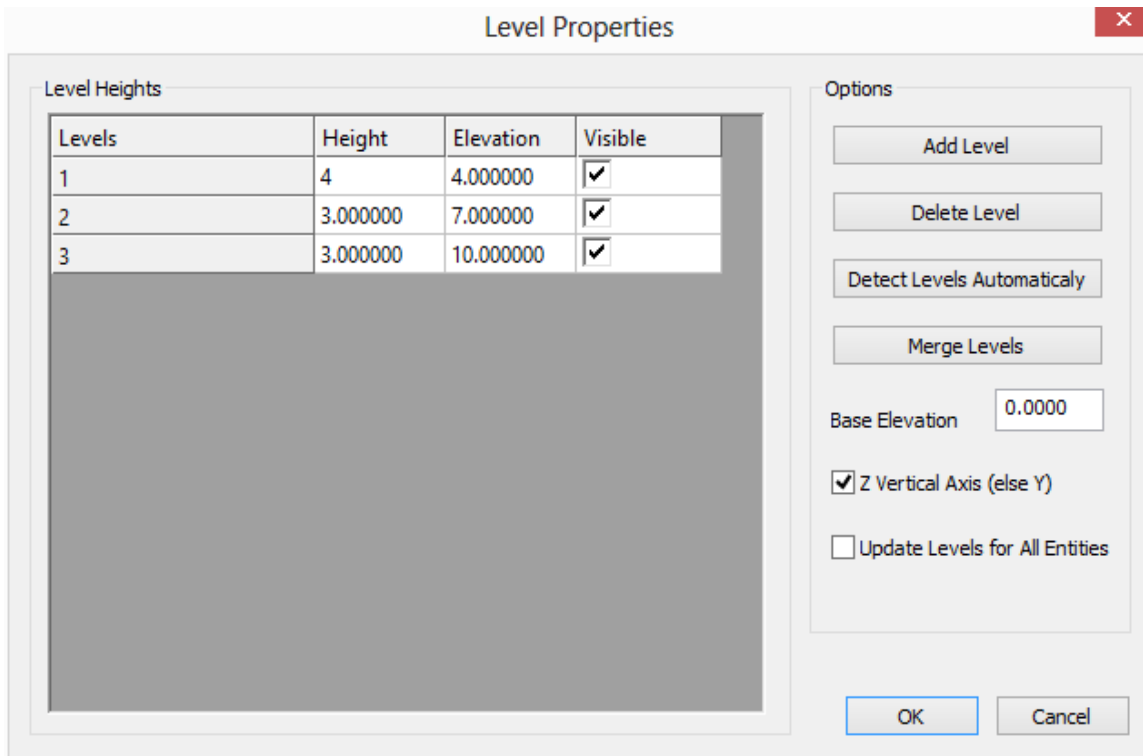 Level Properties
Level Heights
Levels Height Elevation Visible
1 4 4.000000
2 3.000000 7.000000
3 3.000000 10.000000
Options
Add Level
Delete Level
Detect Levels Automaticaly
Merge Levels
Base Elevation 0.0000
Z Vertical Axis (else Y)
Update Levels for All Entities
OK Cancel